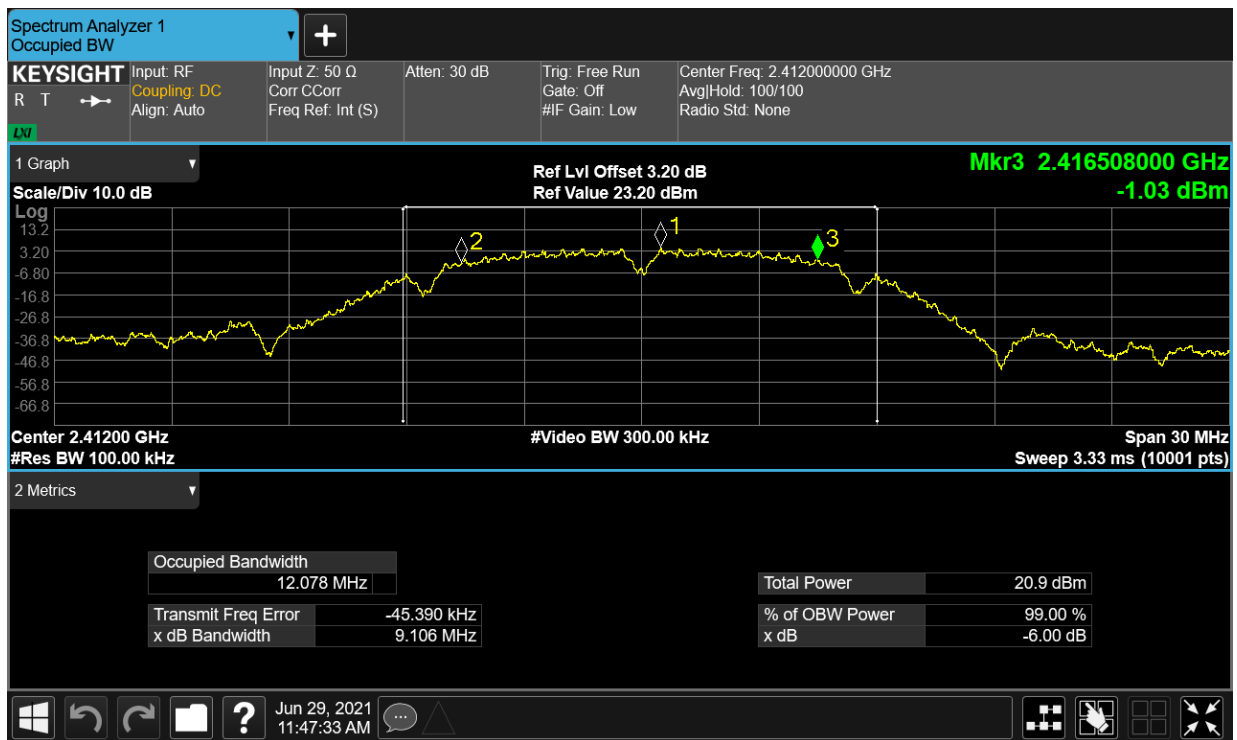 Spectrum Analyzer 1
Occupied BW
KEYSIGHT
R T
LXI
Input: RF
Coupling: DC
Align: Auto
Input Z: 50 Ω
Corr CCorr
Freq Ref: Int (S)
Atten: 30 dB
Trig: Free Run
Gate: Off
#IF Gain: Low
Center Freq: 2.412000000 GHz
Avg|Hold: 100/100
Radio Std: None
1 Graph
Scale/Div 10.0 dB
Ref Lvl Offset 3.20 dB
Ref Value 23.20 dBm
Mkr3 2.416508000 GHz
-1.03 dBm
Log
13.2
3.20
-6.80
-16.8
-26.8
-36.8
-46.8
-56.8
-66.8
2
1
3
Center 2.41200 GHz
#Video BW 300.00 kHz
Span 30 MHz
#Res BW 100.00 kHz
Sweep 3.33 ms (10001 pts)
2 Metrics
Occupied Bandwidth
12.078 MHz
Total Power 20.9 dBm
Transmit Freq Error -45.390 kHz
% of OBW Power 99.00 %
x dB Bandwidth 9.106 MHz
x dB -6.00 dB
?
Jun 29, 2021
11:47:33 AM